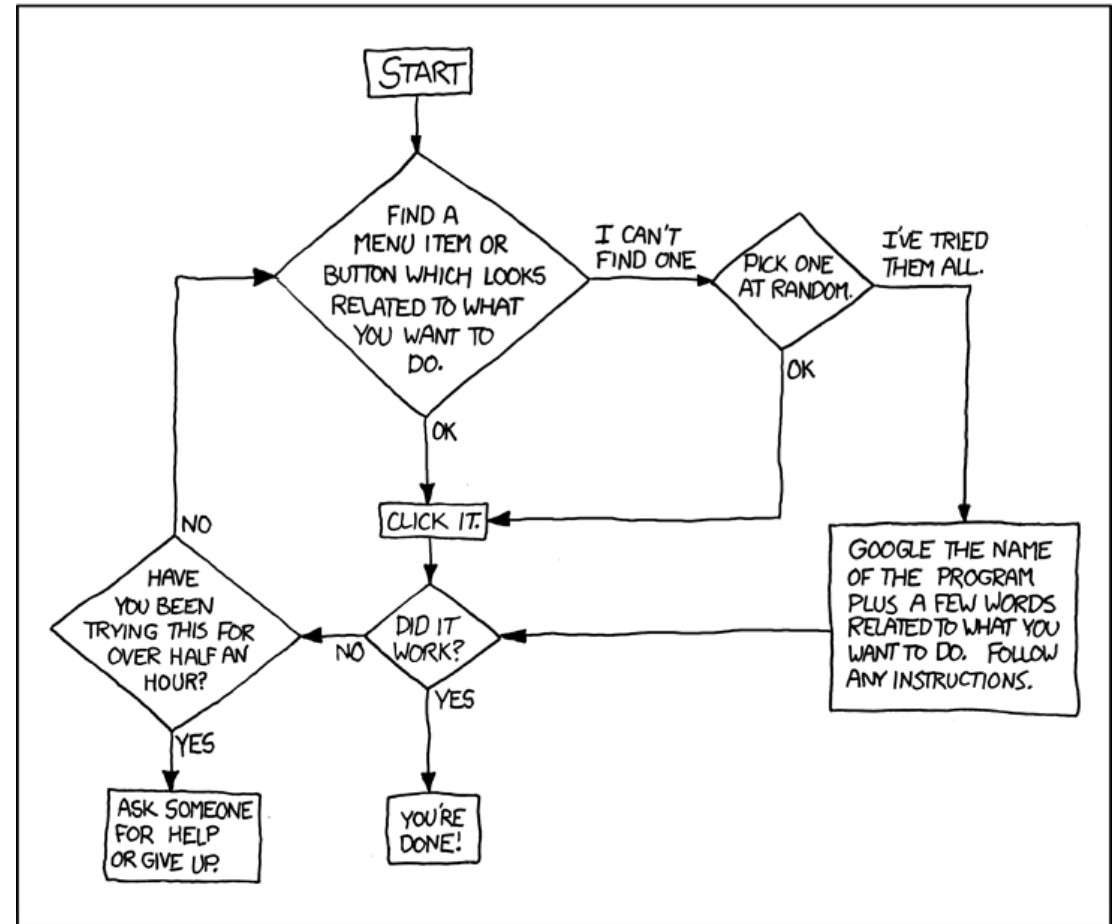 START
FIND A
MENU ITEM OR
BUTTON WHICH LOOKS
RELATED TO WHAT
YOU WANT TO
DO.
I CAN'T
FIND ONE
PICK ONE
AT RANDOM.
I'VE TRIED
THEM ALL.
OK
OK
CLICK IT.
GOOGLE THE NAME
OF THE PROGRAM
PLUS A FEW WORDS
RELATED TO WHAT YOU
WANT TO DO. FOLLOW
ANY INSTRUCTIONS.
DID IT
WORK?
NO
YES
HAVE
YOU BEEN
TRYING THIS FOR
OVER HALF AN
HOUR?
NO
YES
ASK SOMEONE
FOR HELP
OR GIVE UP.
YOU'RE
DONE!